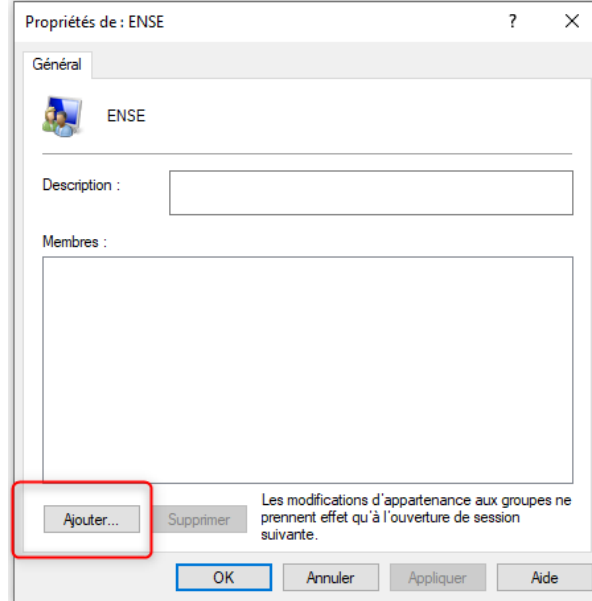 Propriétés de : ENSE
Général
ENSE
Description :
Membres :
Ajouter...
Supprimer
Les modifications d'appartenance aux groupes ne
prennent effet qu'à l'ouverture de session
suivante.
OK
Annuler
Appliquer
Aide